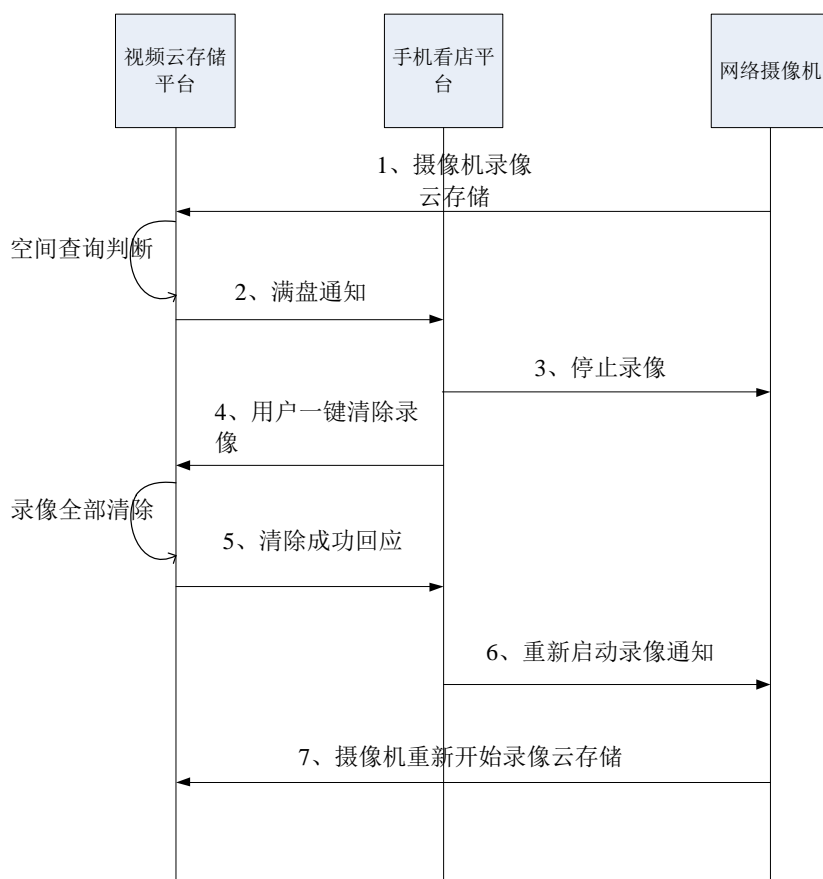 视频云存储
平台
手机看店平
台
网络摄像机
1、摄像机录像
云存储
空间查询判断
2、满盘通知
3、停止录像
4、用户一键清除录
像
录像全部清除
5、清除成功回应
6、重新启动录像通知
7、摄像机重新开始录像云存储